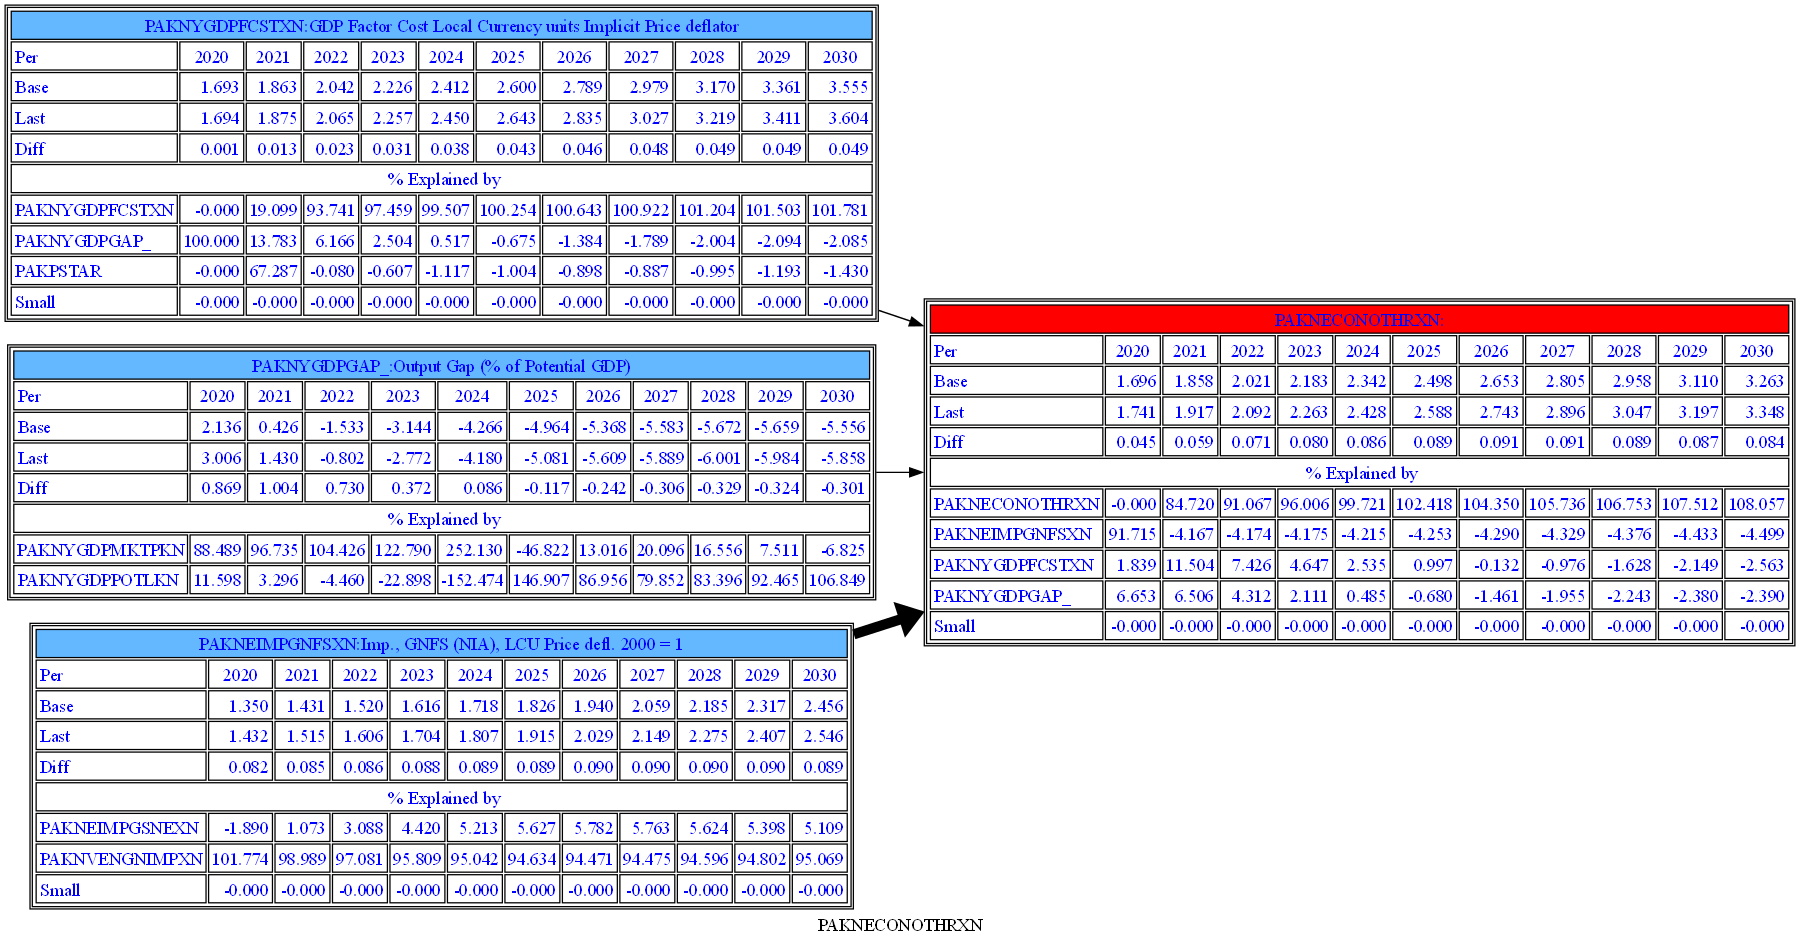 PAKNYGDPFCSTXN:GDP Factor Cost Local Currency units Implicit Price deflator
Per 2020 2021 2022 2023 2024 2025 2026 2027 2028 2029 2030
Base 1.693 1.863 2.042 2.226 2.412 2.600 2.789 2.979 3.170 3.361 3.555
Last 1.694 1.875 2.065 2.257 2.450 2.643 2.835 3.027 3.219 3.411 3.604
Diff 0.001 0.013 0.023 0.031 0.038 0.043 0.046 0.048 0.049 0.049 0.049
% Explained by
PAKNYGDPFCSTXN -0.000 19.099 93.741 97.459 99.507 100.254 100.643 100.922 101.204 101.503 101.781
PAKNYGDPGAP_ 100.000 13.783 6.166 2.504 0.517 -0.675 -1.384 -1.789 -2.004 -2.094 -2.085
PAKPSTAR -0.000 67.287 -0.080 -0.607 -1.117 -1.004 -0.898 -0.887 -0.995 -1.193 -1.430
Small -0.000 -0.000 -0.000 -0.000 -0.000 -0.000 -0.000 -0.000 -0.000 -0.000 -0.000
PAKNYGDPGAP_:Output Gap (% of Potential GDP)
Per 2020 2021 2022 2023 2024 2025 2026 2027 2028 2029 2030
Base 2.136 0.426 -1.533 -3.144 -4.266 -4.964 -5.368 -5.583 -5.672 -5.659 -5.556
Last 3.006 1.430 -0.802 -2.772 -4.180 -5.081 -5.609 -5.889 -6.001 -5.984 -5.858
Diff 0.869 1.004 0.730 0.372 0.086 -0.117 -0.242 -0.306 -0.329 -0.324 -0.301
% Explained by
PAKNYGDPMKTPKN 88.489 96.735 104.426 122.790 252.130 -46.822 13.016 20.096 16.556 7.511 -6.825
PAKNYGDPPOTLKN 11.598 3.296 -4.460 -22.898 -152.474 146.907 86.956 79.852 83.396 92.465 106.849
PAKNEIMPGNFSXN:Imp., GNFS (NIA), LCU Price defl. 2000 = 1
Per 2020 2021 2022 2023 2024 2025 2026 2027 2028 2029 2030
Base 1.350 1.431 1.520 1.616 1.718 1.826 1.940 2.059 2.185 2.317 2.456
Last 1.432 1.515 1.606 1.704 1.807 1.915 2.029 2.149 2.275 2.407 2.546
Diff 0.082 0.085 0.086 0.088 0.089 0.089 0.090 0.090 0.090 0.090 0.089
% Explained by
PAKNEIMPGSNEXN -1.890 1.073 3.088 4.420 5.213 5.627 5.782 5.763 5.624 5.398 5.109
PAKNVENGNIMPXN 101.774 98.989 97.081 95.809 95.042 94.634 94.471 94.475 94.596 94.802 95.069
Small -0.000 -0.000 -0.000 -0.000 -0.000 -0.000 -0.000 -0.000 -0.000 -0.000 -0.000
PAKNECONOTHRXN:
Per 2020 2021 2022 2023 2024 2025 2026 2027 2028 2029 2030
Base 1.696 1.858 2.021 2.183 2.342 2.498 2.653 2.805 2.958 3.110 3.263
Last 1.741 1.917 2.092 2.263 2.428 2.588 2.743 2.896 3.047 3.197 3.348
Diff 0.045 0.059 0.071 0.080 0.086 0.089 0.091 0.091 0.089 0.087 0.084
% Explained by
PAKNECONOTHRXN -0.000 84.720 91.067 96.006 99.721 102.418 104.350 105.736 106.753 107.512 108.057
PAKNEIMPGNFSXN 91.715 -4.167 -4.174 -4.175 -4.215 -4.253 -4.290 -4.329 -4.376 -4.433 -4.499
PAKNYGDPFCSTXN 1.839 11.504 7.426 4.647 2.535 0.997 -0.132 -0.976 -1.628 -2.149 -2.563
PAKNYGDPGAP_ 6.653 6.506 4.312 2.111 0.485 -0.680 -1.461 -1.955 -2.243 -2.380 -2.390
Small -0.000 -0.000 -0.000 -0.000 -0.000 -0.000 -0.000 -0.000 -0.000 -0.000 -0.000
PAKNECONOTHRXN